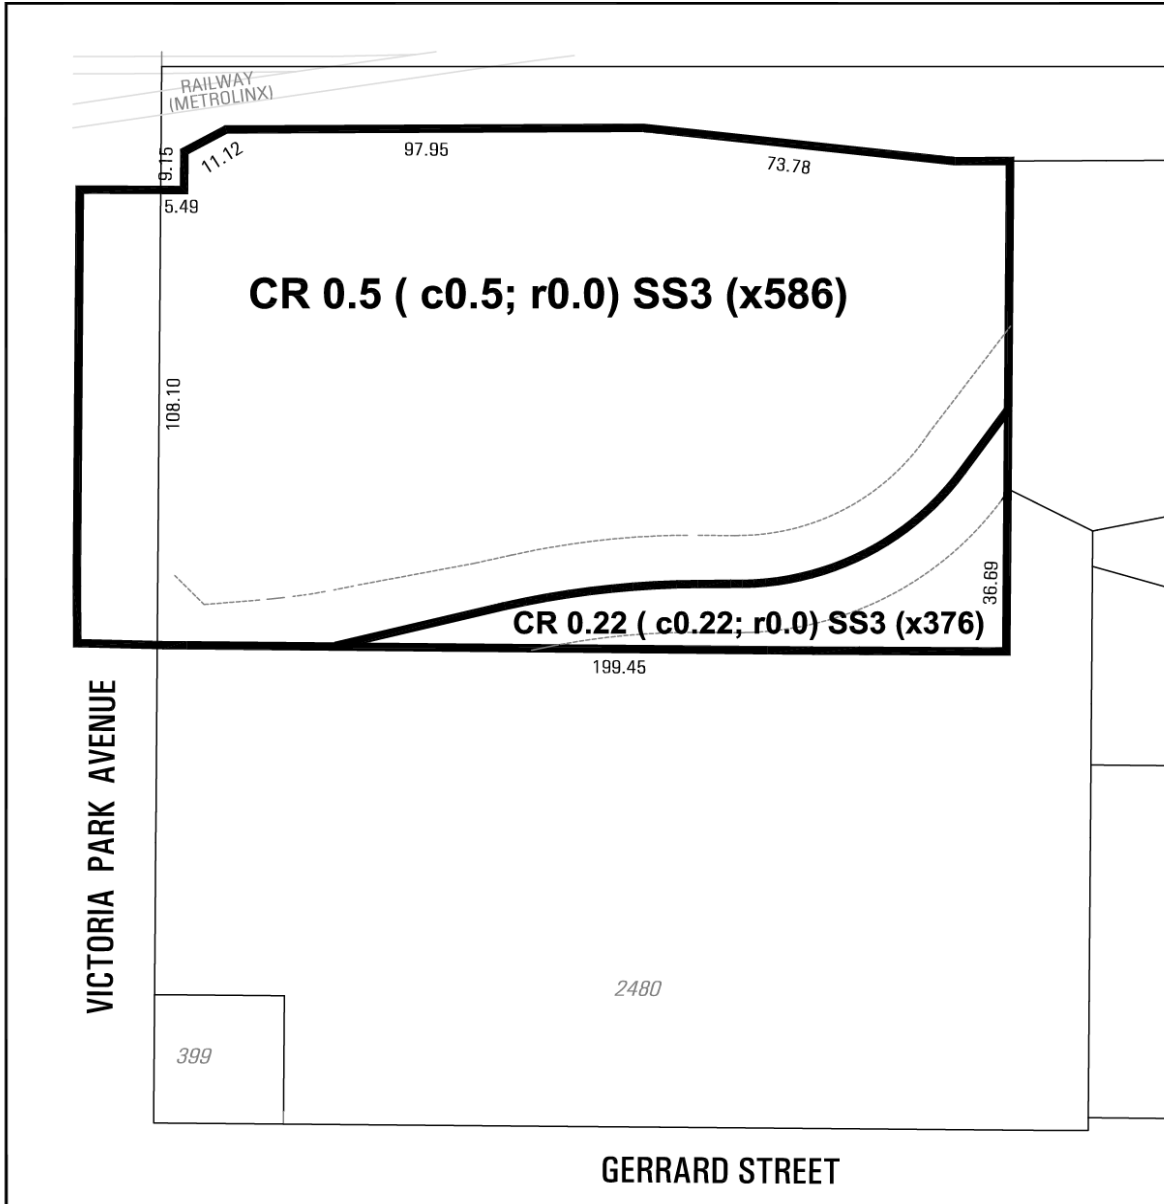 RAILWAY
(METROLINX)
9.15
11.12
97.95
73.78
5.49
CR 0.5 ( c0.5; r0.0) SS3 (x586)
108.10
36.69
CR 0.22 ( c0.22; r0.0) SS3 (x376)
199.45
VICTORIA PARK AVENUE
2480
399
GERRARD STREET